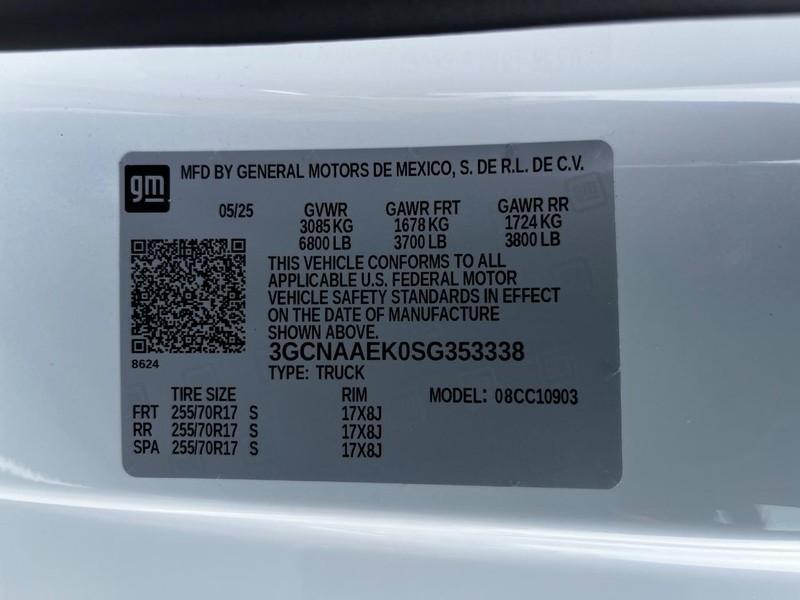 gm
MFD BY GENERAL MOTORS DE MEXICO, S. DE R.L. DE C.V.
05/25 GVWR GAWR FRT GAWR RR
3085 KG 1678 KG 1724 KG
6800 LB 3700 LB 3800 LB
THIS VEHICLE CONFORMS TO ALL
APPLICABLE U.S. FEDERAL MOTOR
VEHICLE SAFETY STANDARDS IN EFFECT
ON THE DATE OF MANUFACTURE
SHOWN ABOVE.
3GCNAAEK0SG353338
8624
TYPE: TRUCK
TIRE SIZE RIM MODEL: 08CC10903
FRT 255/70R17 S 17X8J
RR 255/70R17 S 17X8J
SPA 255/70R17 S 17X8J